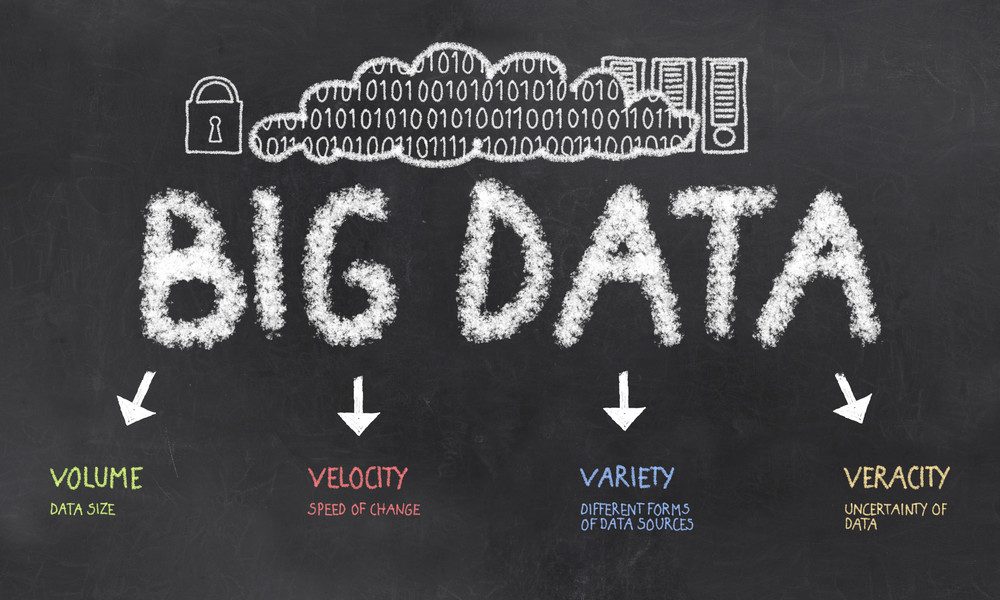 BIG DATA
VOLUME
DATA SIZE
VELOCITY
SPEED OF CHANGE
VARIETY
DIFFERENT FORMS
OF DATA SOURCES
VERACITY
UNCERTAINTY OF
DATA